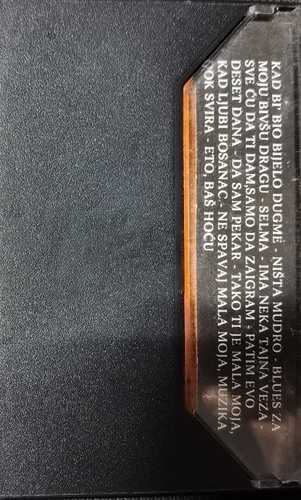 KAD BI' BIO BIJELO DUGME - NIŠTA MUDRO - BLUES ZA
MOJU BIVŠU DRAGU - SELMA - IMA NEKA TAJNA VEZA -
SVE ĆU DA TI DAM,SAMO DA ZAIGRAM - PATIM EVO
DESET DANA - DA SAM PEKAR - TAKO TI JE MALA MOJA,
KAD LJUBI BOSANAC - NE SPAVAJ MALA MOJA, MUZIKA
DOK SVIRA - ETO, BAŠ HOĆU